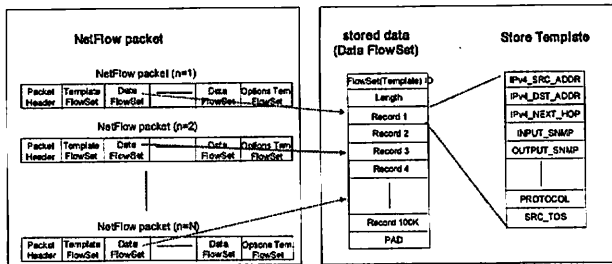 NetFlow packet
NetFlow packet (n=1)
Packet Header
Template FlowSet
Data FlowSet
Data FlowSet
Options Tem. FlowSet
NetFlow packet (n=2)
Packet Header
Template FlowSet
Data FlowSet
Data FlowSet
Options Tem. FlowSet
NetFlow packet (n=N)
Packet Header
Template FlowSet
Data FlowSet
Data FlowSet
Options Tem. FlowSet
stored data
(Data FlowSet)
FlowSet(Template) ID
Length
Record 1
Record 2
Record 3
Record 4
Record 100K
PAD
Store Template
IPv4_SRC_ADDR
IPv4_DST_ADDR
IPv4_NEXT_HOP
INPUT_SNMP
OUTPUT_SNMP
PROTOCOL
SRC_TOS